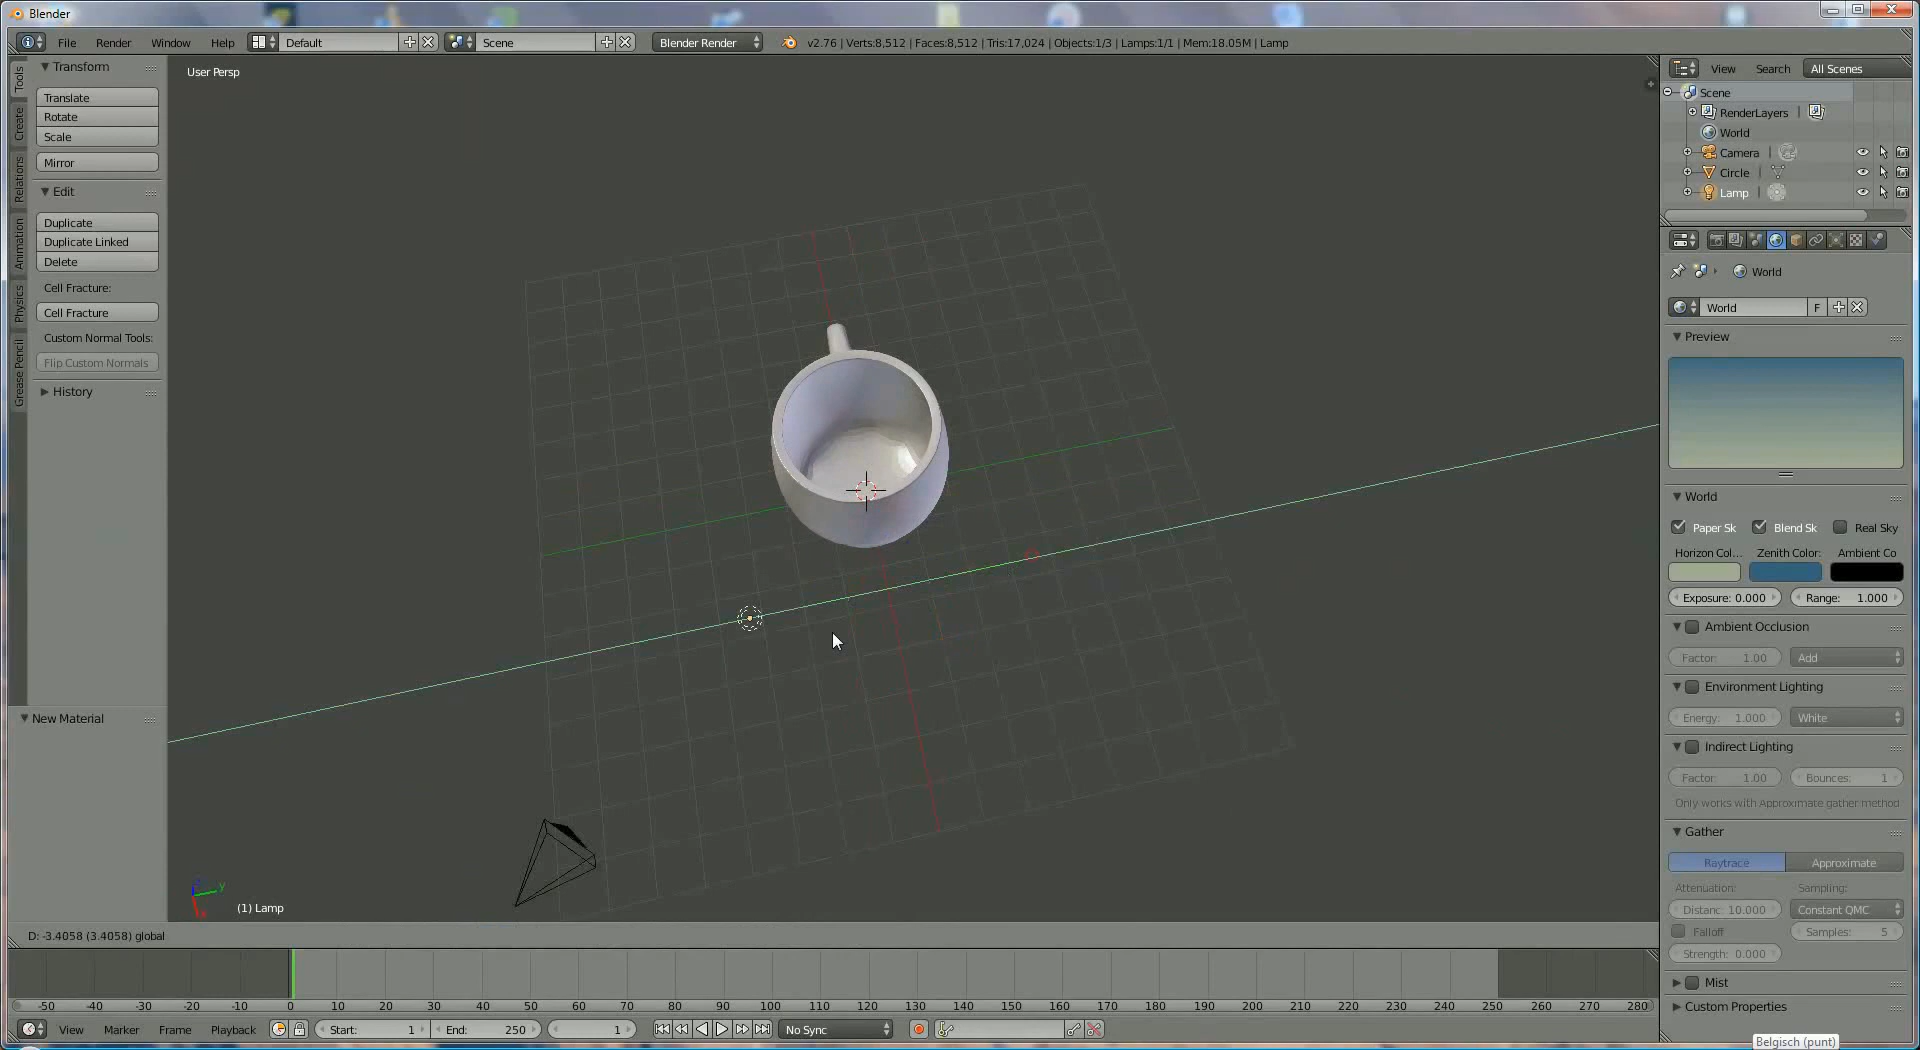 Blender
File Render Window Help Default Scene Blender Render v2.76 | Verts:8,512 | Faces:8,512 | Tris:17,024 | Objects:1/3 | Lamps:1/1 | Mem:18.05M | Lamp
Tools
Create
Relations
Animation
Physics
Grease Pencil
Transform
Translate
Rotate
Scale
Mirror
Edit
Duplicate
Duplicate Linked
Delete
Cell Fracture:
Cell Fracture
Custom Normal Tools:
Flip Custom Normals
History
New Material
User Persp
y
(1) Lamp
D: -3.4058 (3.4058) global
View Search All Scenes
Scene
RenderLayers |
World
Camera |
Circle |
Lamp |
World
World F
Preview
World
Paper Sk Blend Sk Real Sky
Horizon Col... Zenith Color: Ambient Co
Exposure: 0.000 Range: 1.000
Ambient Occlusion
Factor: 1.00 Add
Environment Lighting
Energy: 1.000 White
Indirect Lighting
Factor: 1.00 Bounces: 1
Only works with Approximate gather method
Gather
Raytrace Approximate
Attenuation: Sampling:
Distanc: 10.000 Constant QMC
Falloff Samples: 5
Strength: 0.000
Mist
Custom Properties
-50 -40 -30 -20 -10 0 10 20 30 40 50 60 70 80 90 100 110 120 130 140 150 160 170 180 190 200 210 220 230 240 250 260 270 280
View Marker Frame Playback Start: 1 End: 250 1 No Sync
Belgisch (punt)